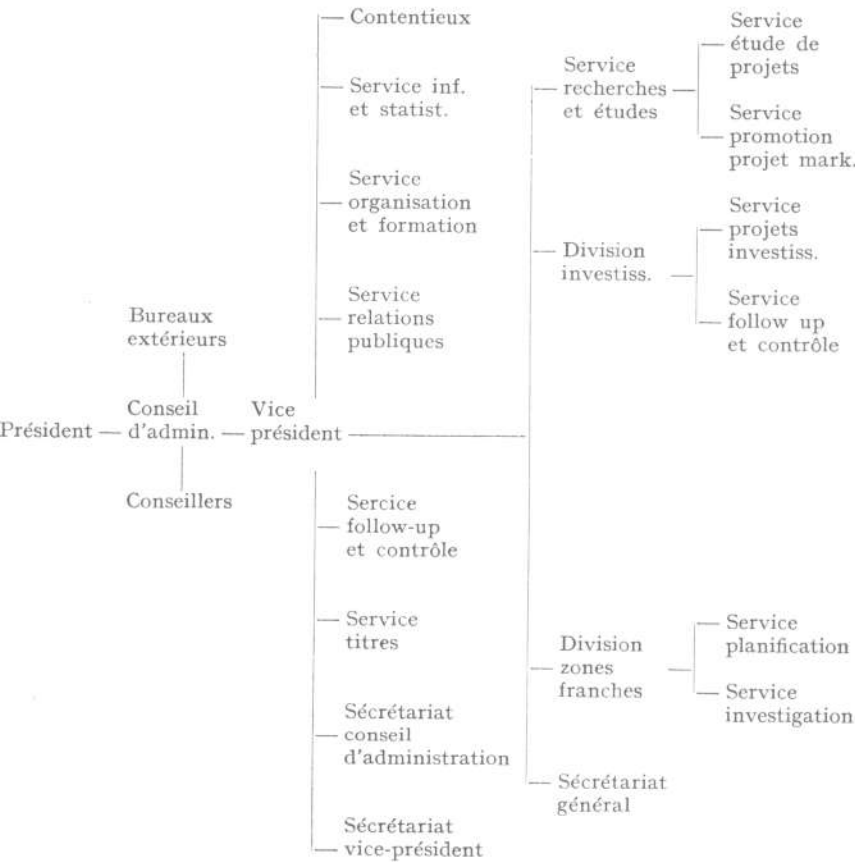 Contentieux
Service inf.
et statist.
Service
organisation
et formation
Service
relations
publiques
Bureaux
extérieurs
Président
Conseil
d'admin.
Vice
président
Conseillers
Sercice
follow-up
et contrôle
Service
titres
Sécrétariat
conseil
d'administration
Sécrétariat
vice-président
Service
recherches
et études
Service
étude de
projets
Service
promotion
projet mark.
Division
investiss.
Service
projets
investiss.
Service
follow up
et contrôle
Division
zones
franches
Service
planification
Service
investigation
Sécrétariat
général